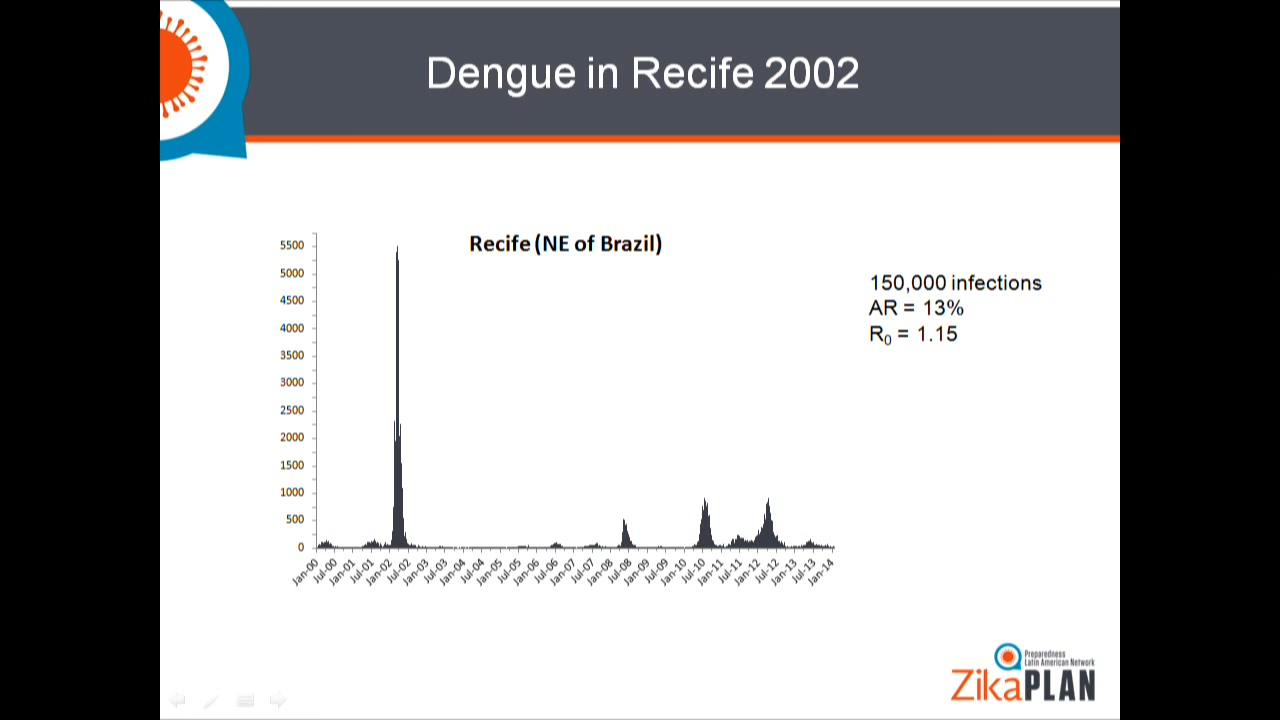 Dengue in Recife 2002
Recife (NE of Brazil)
5500
5000
4500
4000
3500
3000
2500
2000
1500
1000
500
0
Jan-00
Jul-00
Jan-01
Jul-01
Jan-02
Jul-02
Jan-03
Jul-03
Jan-04
Jul-04
Jan-05
Jul-05
Jan-06
Jul-06
Jan-07
Jul-07
Jan-08
Jul-08
Jan-09
Jul-09
Jan-10
Jul-10
Jan-11
Jul-11
Jan-12
Jul-12
Jan-13
Jul-13
Jan-14
150,000 infections
AR = 13%
R₀ = 1.15
Preparedness
Latin American Network
ZikaPLAN